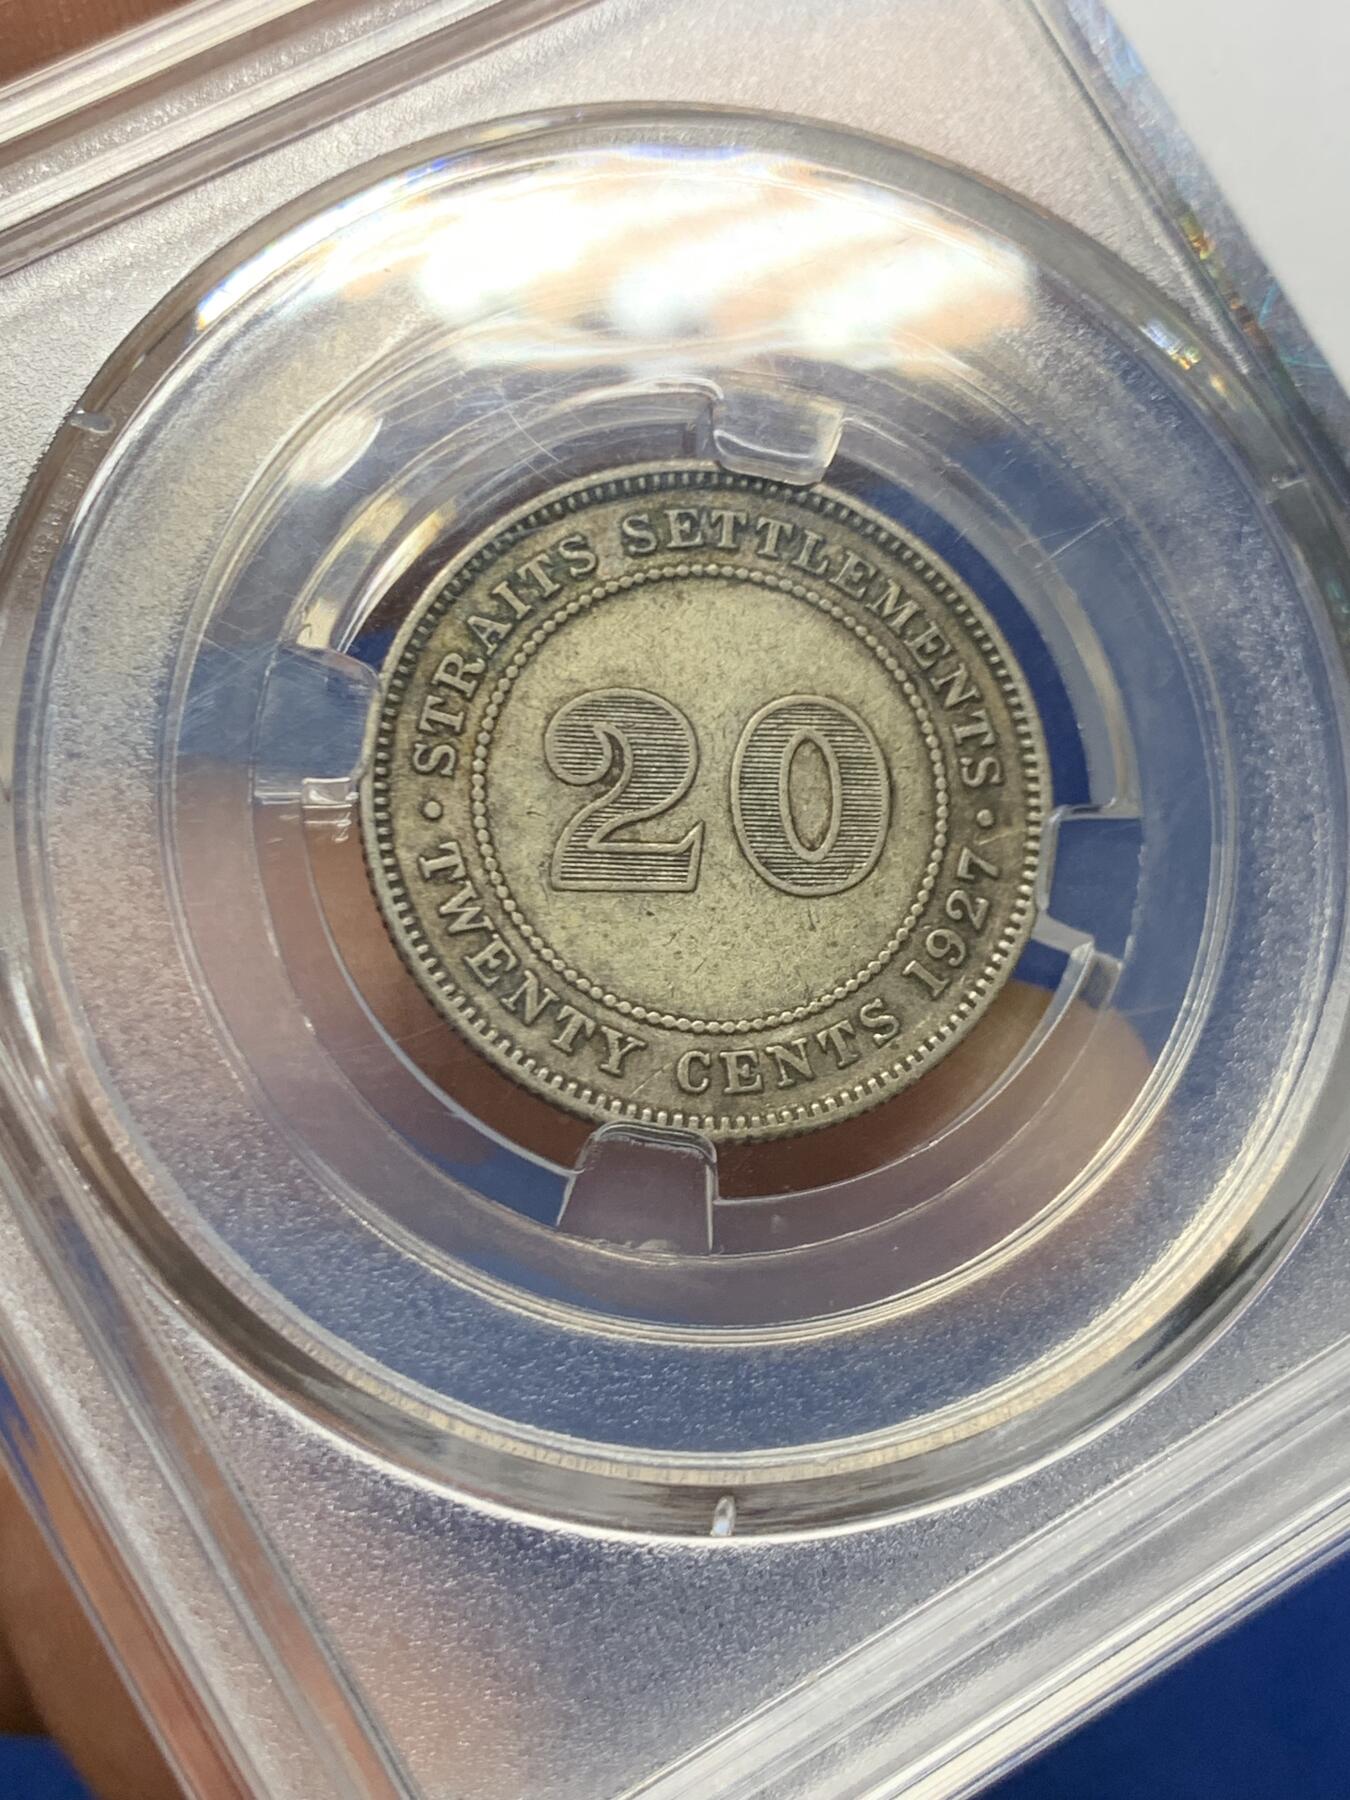 · STRAITS SETTLEMENTS ·
20
TWENTY CENTS 1927